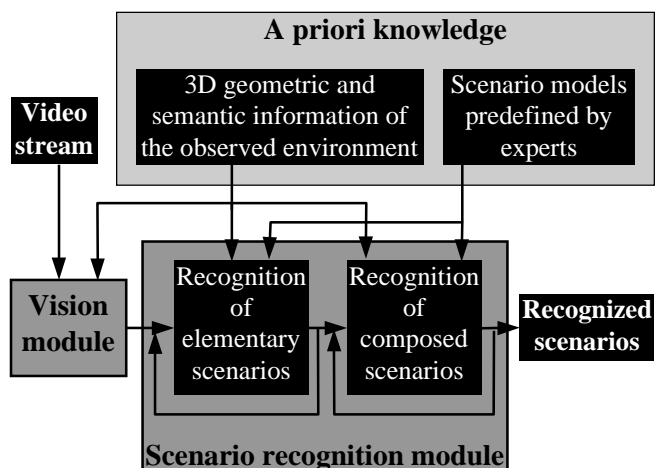 A priori knowledge
3D geometric and
semantic information of
the observed environment
Scenario models
predefined by
experts
Video
stream
Vision
module
Recognition
of
elementary
scenarios
Recognition
of
composed
scenarios
Recognized
scenarios
Scenario recognition module